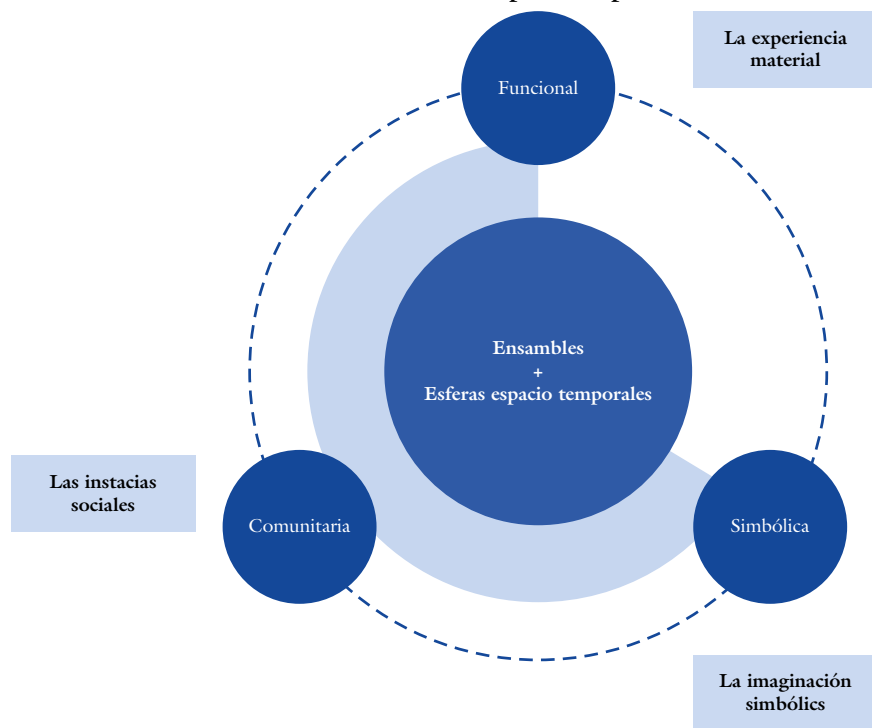 La experiencia
material
Funcional
Ensambles
+
Esferas espacio temporales
Las instacias
sociales
Comunitaria
Simbólica
La imaginación
simbólics